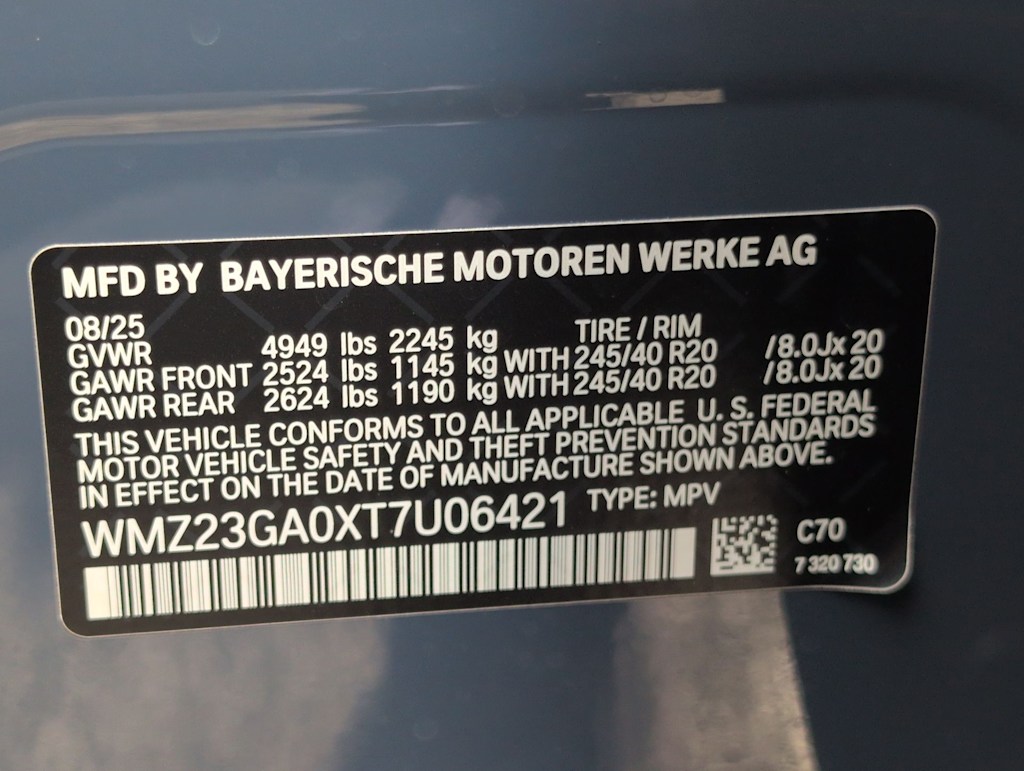 MFD BY BAYERISCHE MOTOREN WERKE AG
08/25 TIRE / RIM
GVWR 4949 lbs 2245 kg
GAWR FRONT 2524 lbs 1145 kg WITH 245/40 R20 /8.0Jx 20
GAWR REAR 2624 lbs 1190 kg WITH 245/40 R20 /8.0Jx 20
THIS VEHICLE CONFORMS TO ALL APPLICABLE U. S. FEDERAL
MOTOR VEHICLE SAFETY AND THEFT PREVENTION STANDARDS
IN EFFECT ON THE DATE OF MANUFACTURE SHOWN ABOVE.
WMZ23GA0XT7U06421 TYPE: MPV
C70
7 320 730